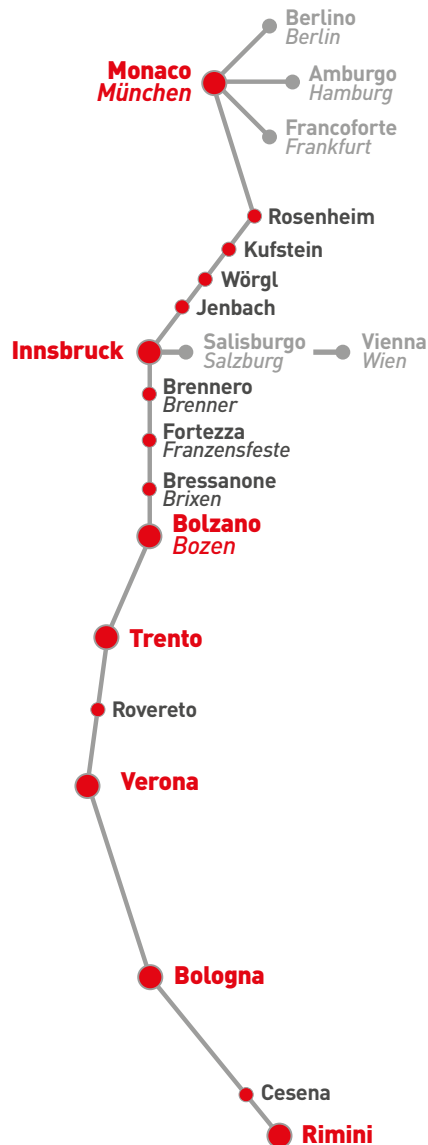 Berlino
Berlin
Monaco
München
Amburgo
Hamburg
Francoforte
Frankfurt
Rosenheim
Kufstein
Wörgl
Jenbach
Innsbruck
Salisburgo
Salzburg
Vienna
Wien
Brennero
Brenner
Fortezza
Franzensfeste
Bressanone
Brixen
Bolzano
Bozen
Trento
Rovereto
Verona
Bologna
Cesena
Rimini